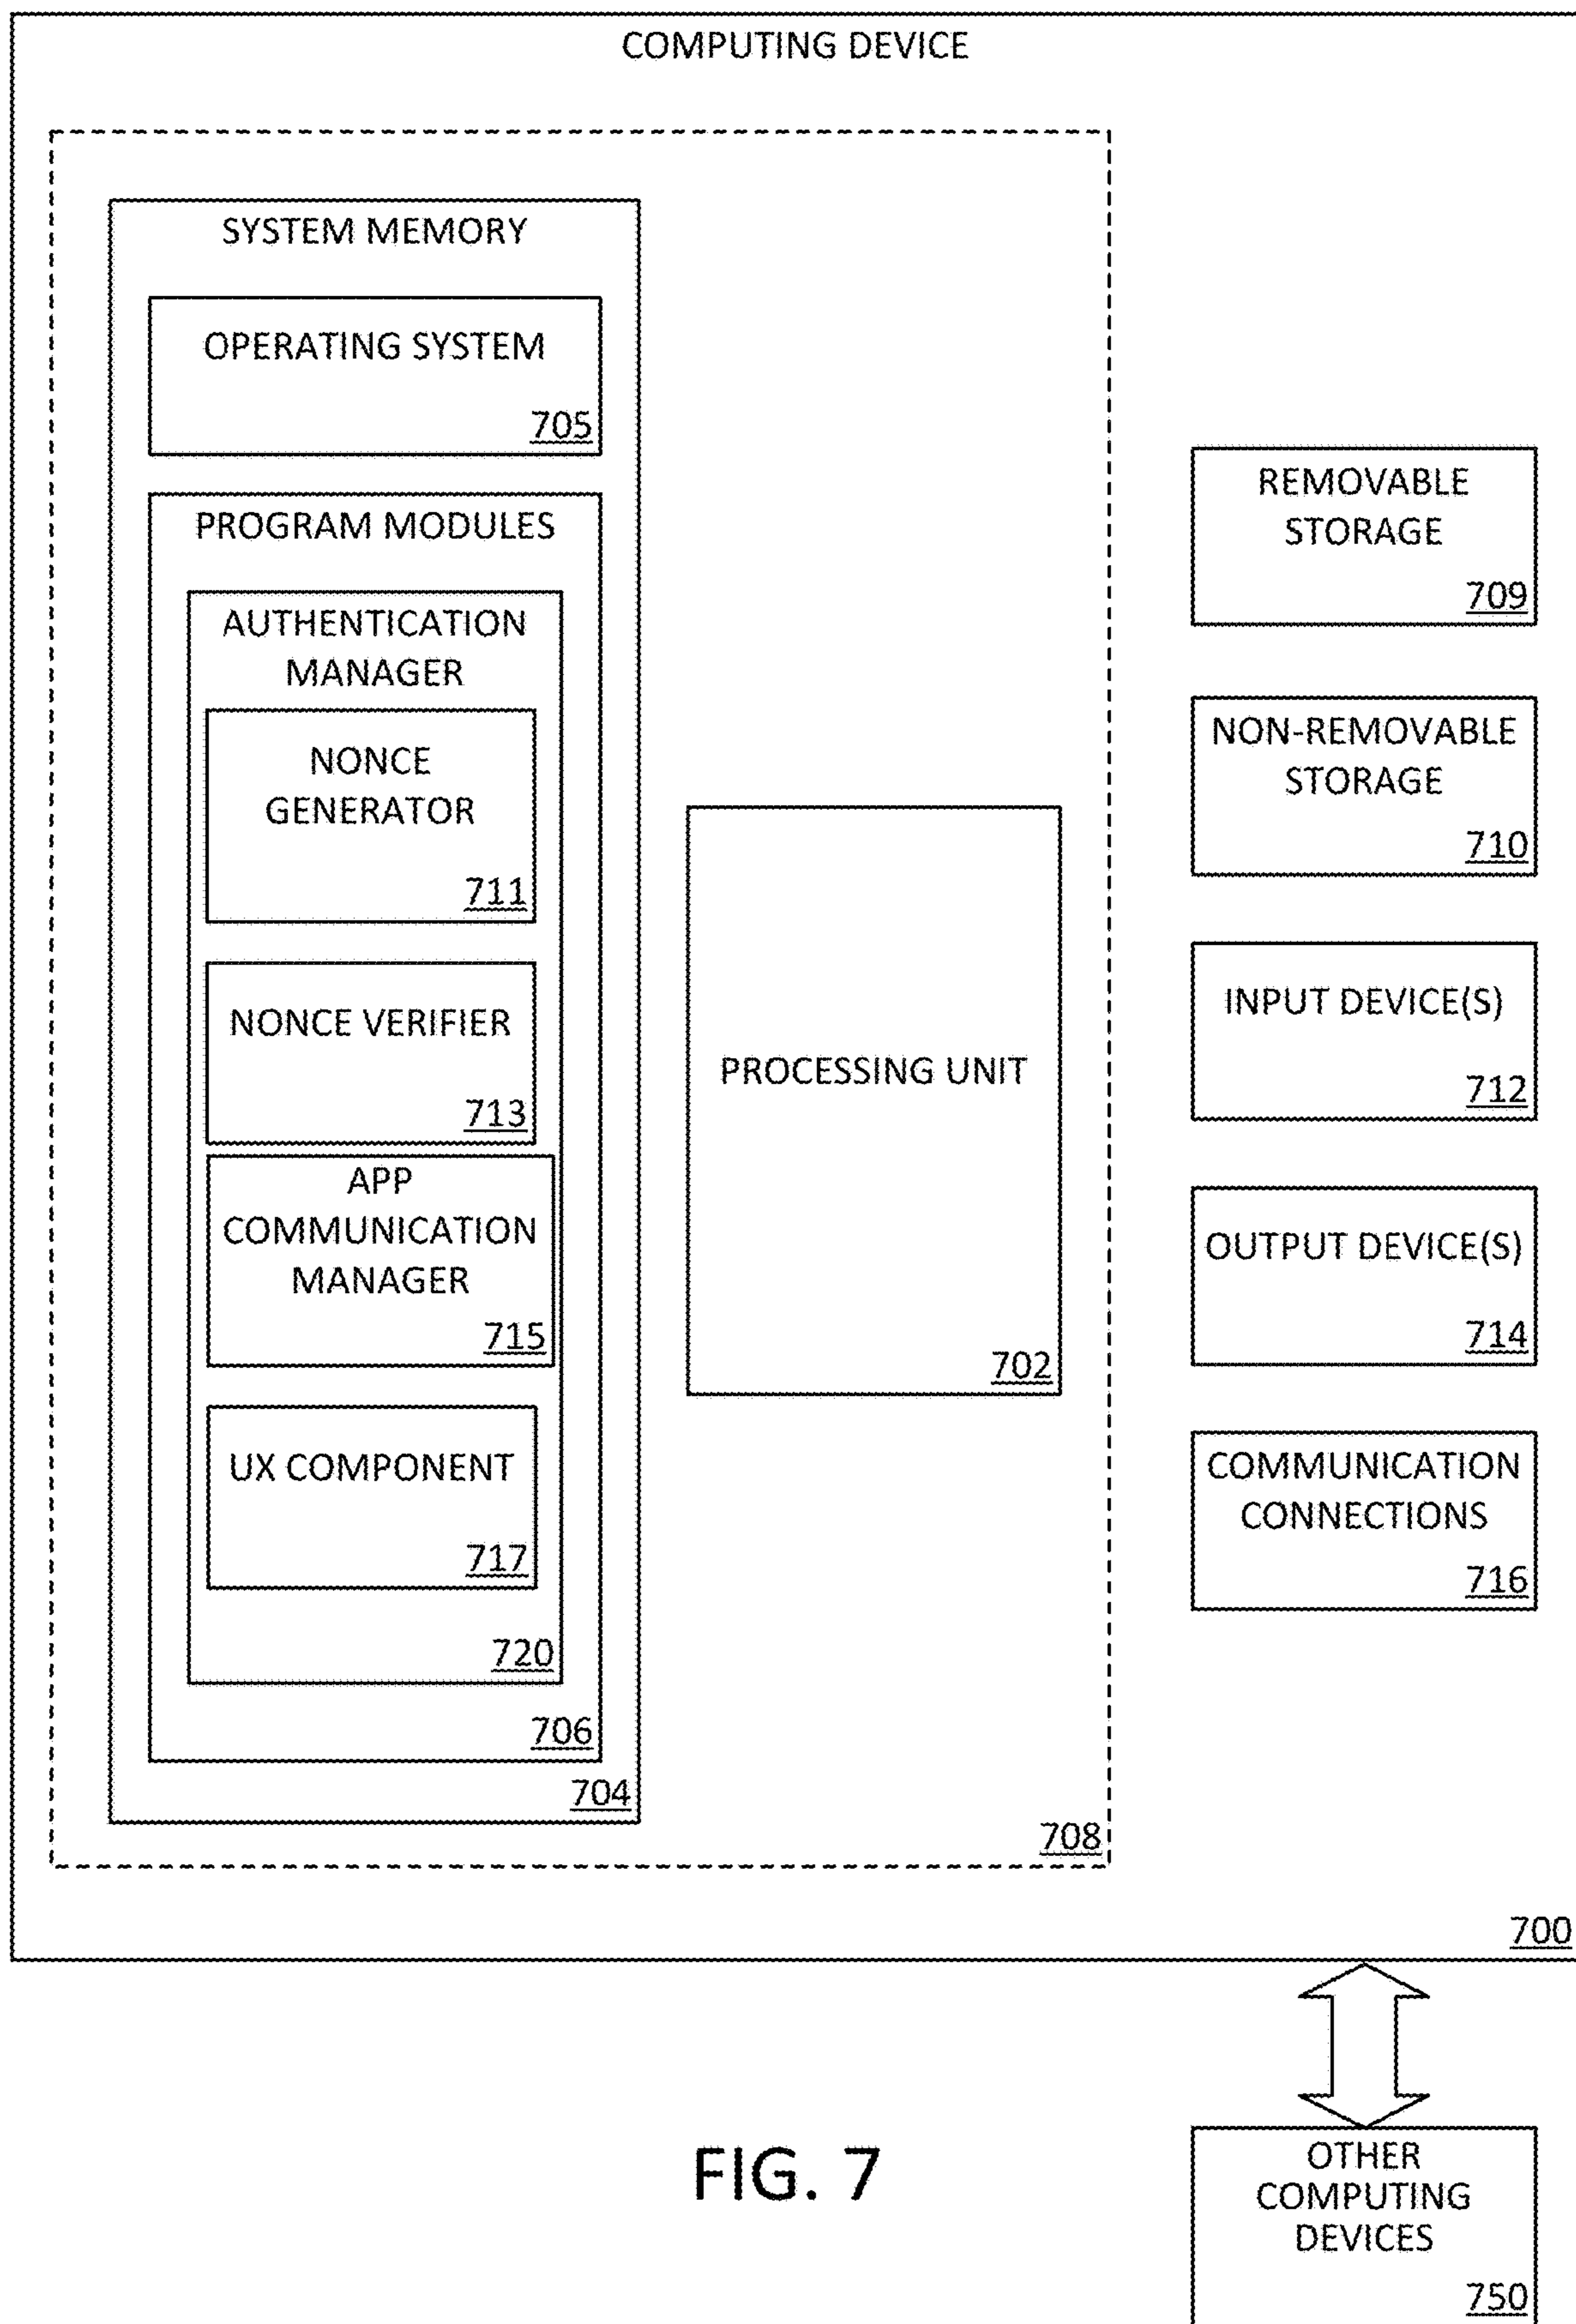 COMPUTING DEVICE
SYSTEM MEMORY
OPERATING SYSTEM
705
PROGRAM MODULES
AUTHENTICATION
MANAGER
NONCE
GENERATOR
711
NONCE VERIFIER
713
APP
COMMUNICATION
MANAGER
715
UX COMPONENT
717
720
706
704
PROCESSING UNIT
702
708
REMOVABLE
STORAGE
709
NON-REMOVABLE
STORAGE
710
INPUT DEVICE(S)
712
OUTPUT DEVICE(S)
714
COMMUNICATION
CONNECTIONS
716
700
OTHER
COMPUTING
DEVICES
750
FIG. 7